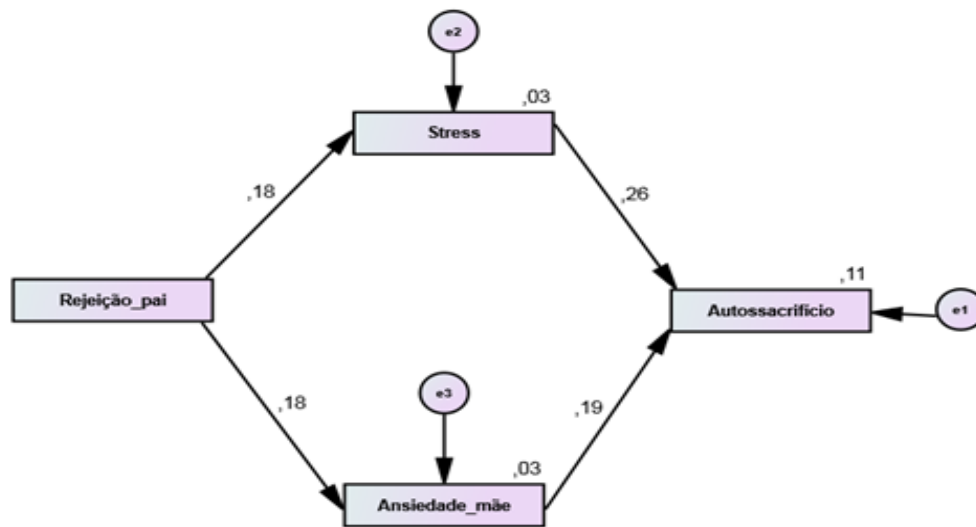 e2
,03
Stress
,18
,26
Rejeição_pai
,11
Autossacrifício
e1
,18
e3
,19
,03
Ansiedade_mãe